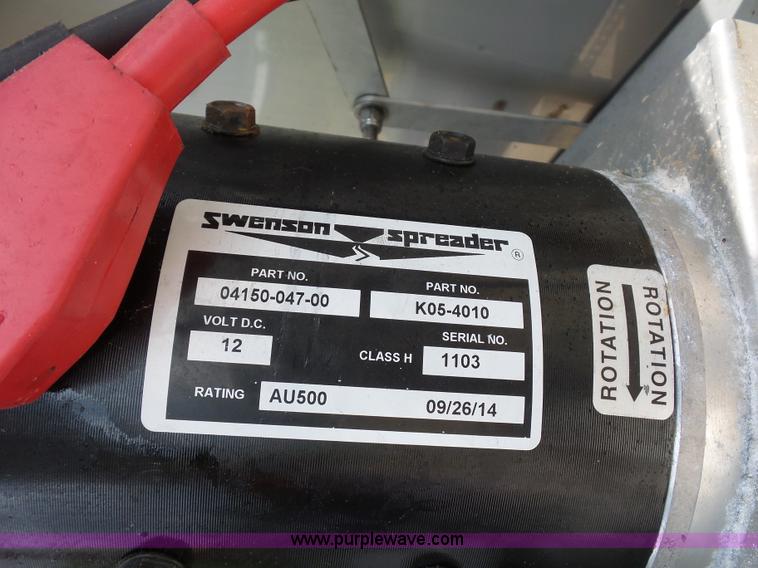 Swenson spreader ®
PART NO. PART NO.
04150-047-00 K05-4010
VOLT D.C. SERIAL NO.
12 CLASS H 1103
RATING AU500 09/26/14
ROTATION
ROTATION
www.purplewave.com